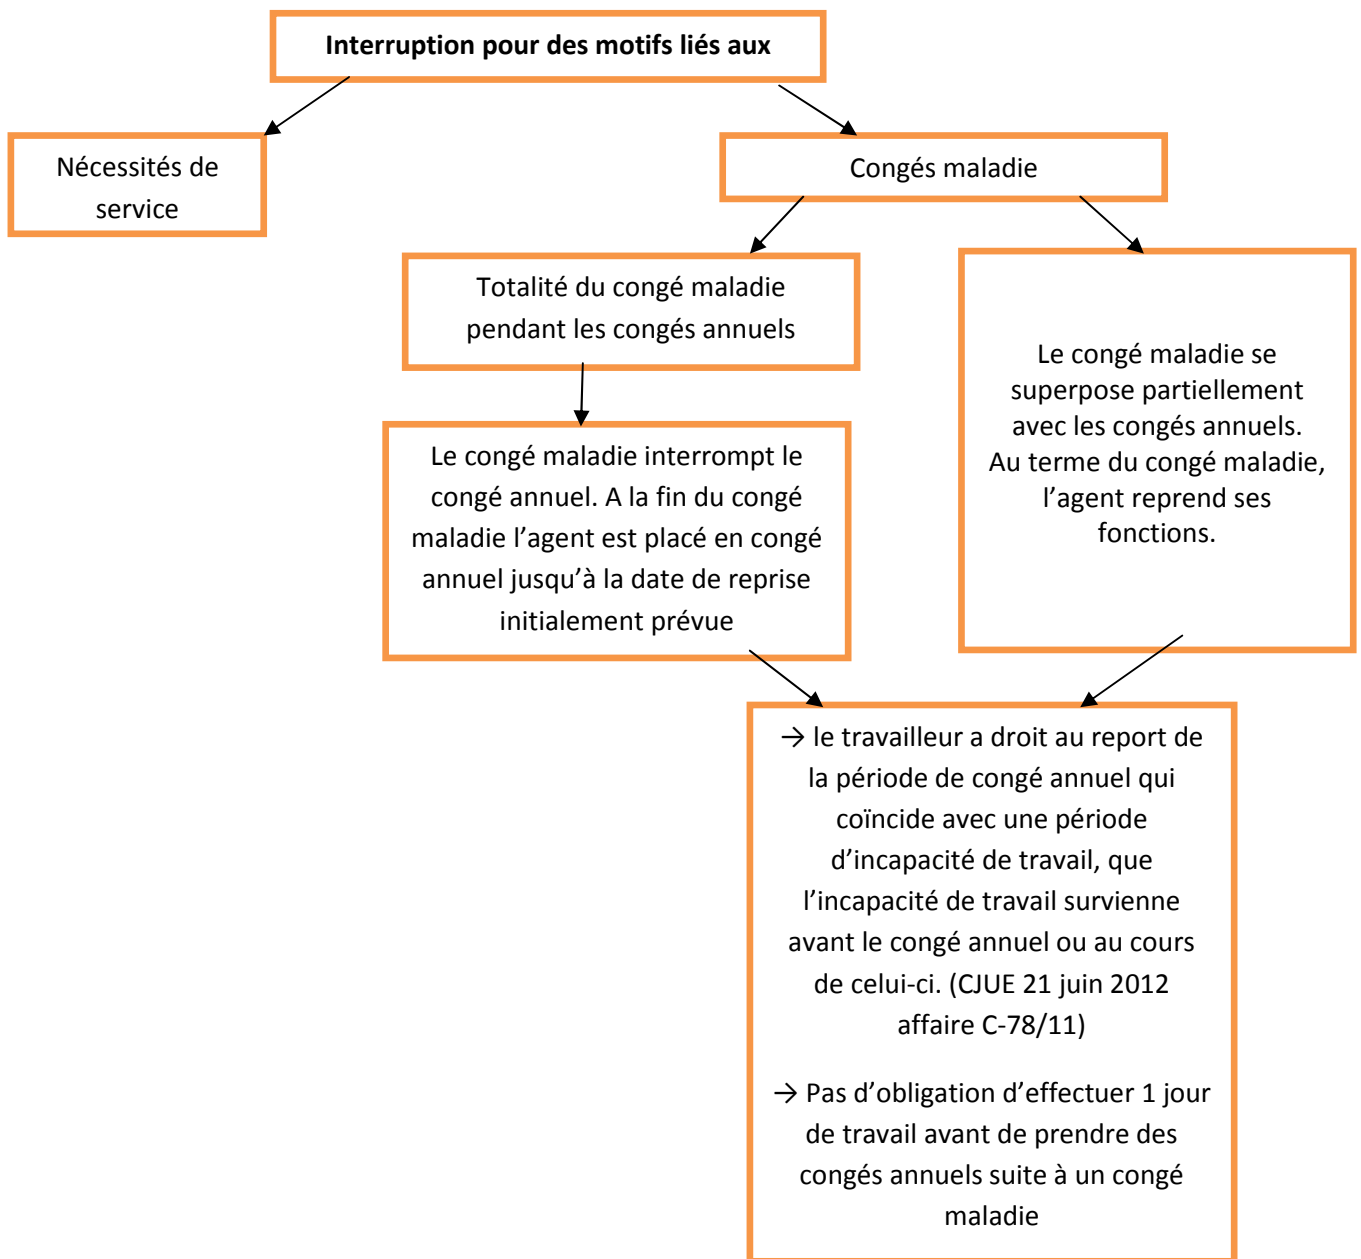 Interruption pour des motifs liés aux
Nécessités de
service
Congés maladie
Totalité du congé maladie
pendant les congés annuels
Le congé maladie se
superpose partiellement
avec les congés annuels.
Au terme du congé maladie,
l’agent reprend ses
fonctions.
Le congé maladie interrompt le
congé annuel. A la fin du congé
maladie l’agent est placé en congé
annuel jusqu’à la date de reprise
initialement prévue
→ le travailleur a droit au report de
la période de congé annuel qui
coïncide avec une période
d’incapacité de travail, que
l’incapacité de travail survienne
avant le congé annuel ou au cours
de celui-ci. (CJUE 21 juin 2012
affaire C-78/11)
→ Pas d’obligation d’effectuer 1 jour
de travail avant de prendre des
congés annuels suite à un congé
maladie